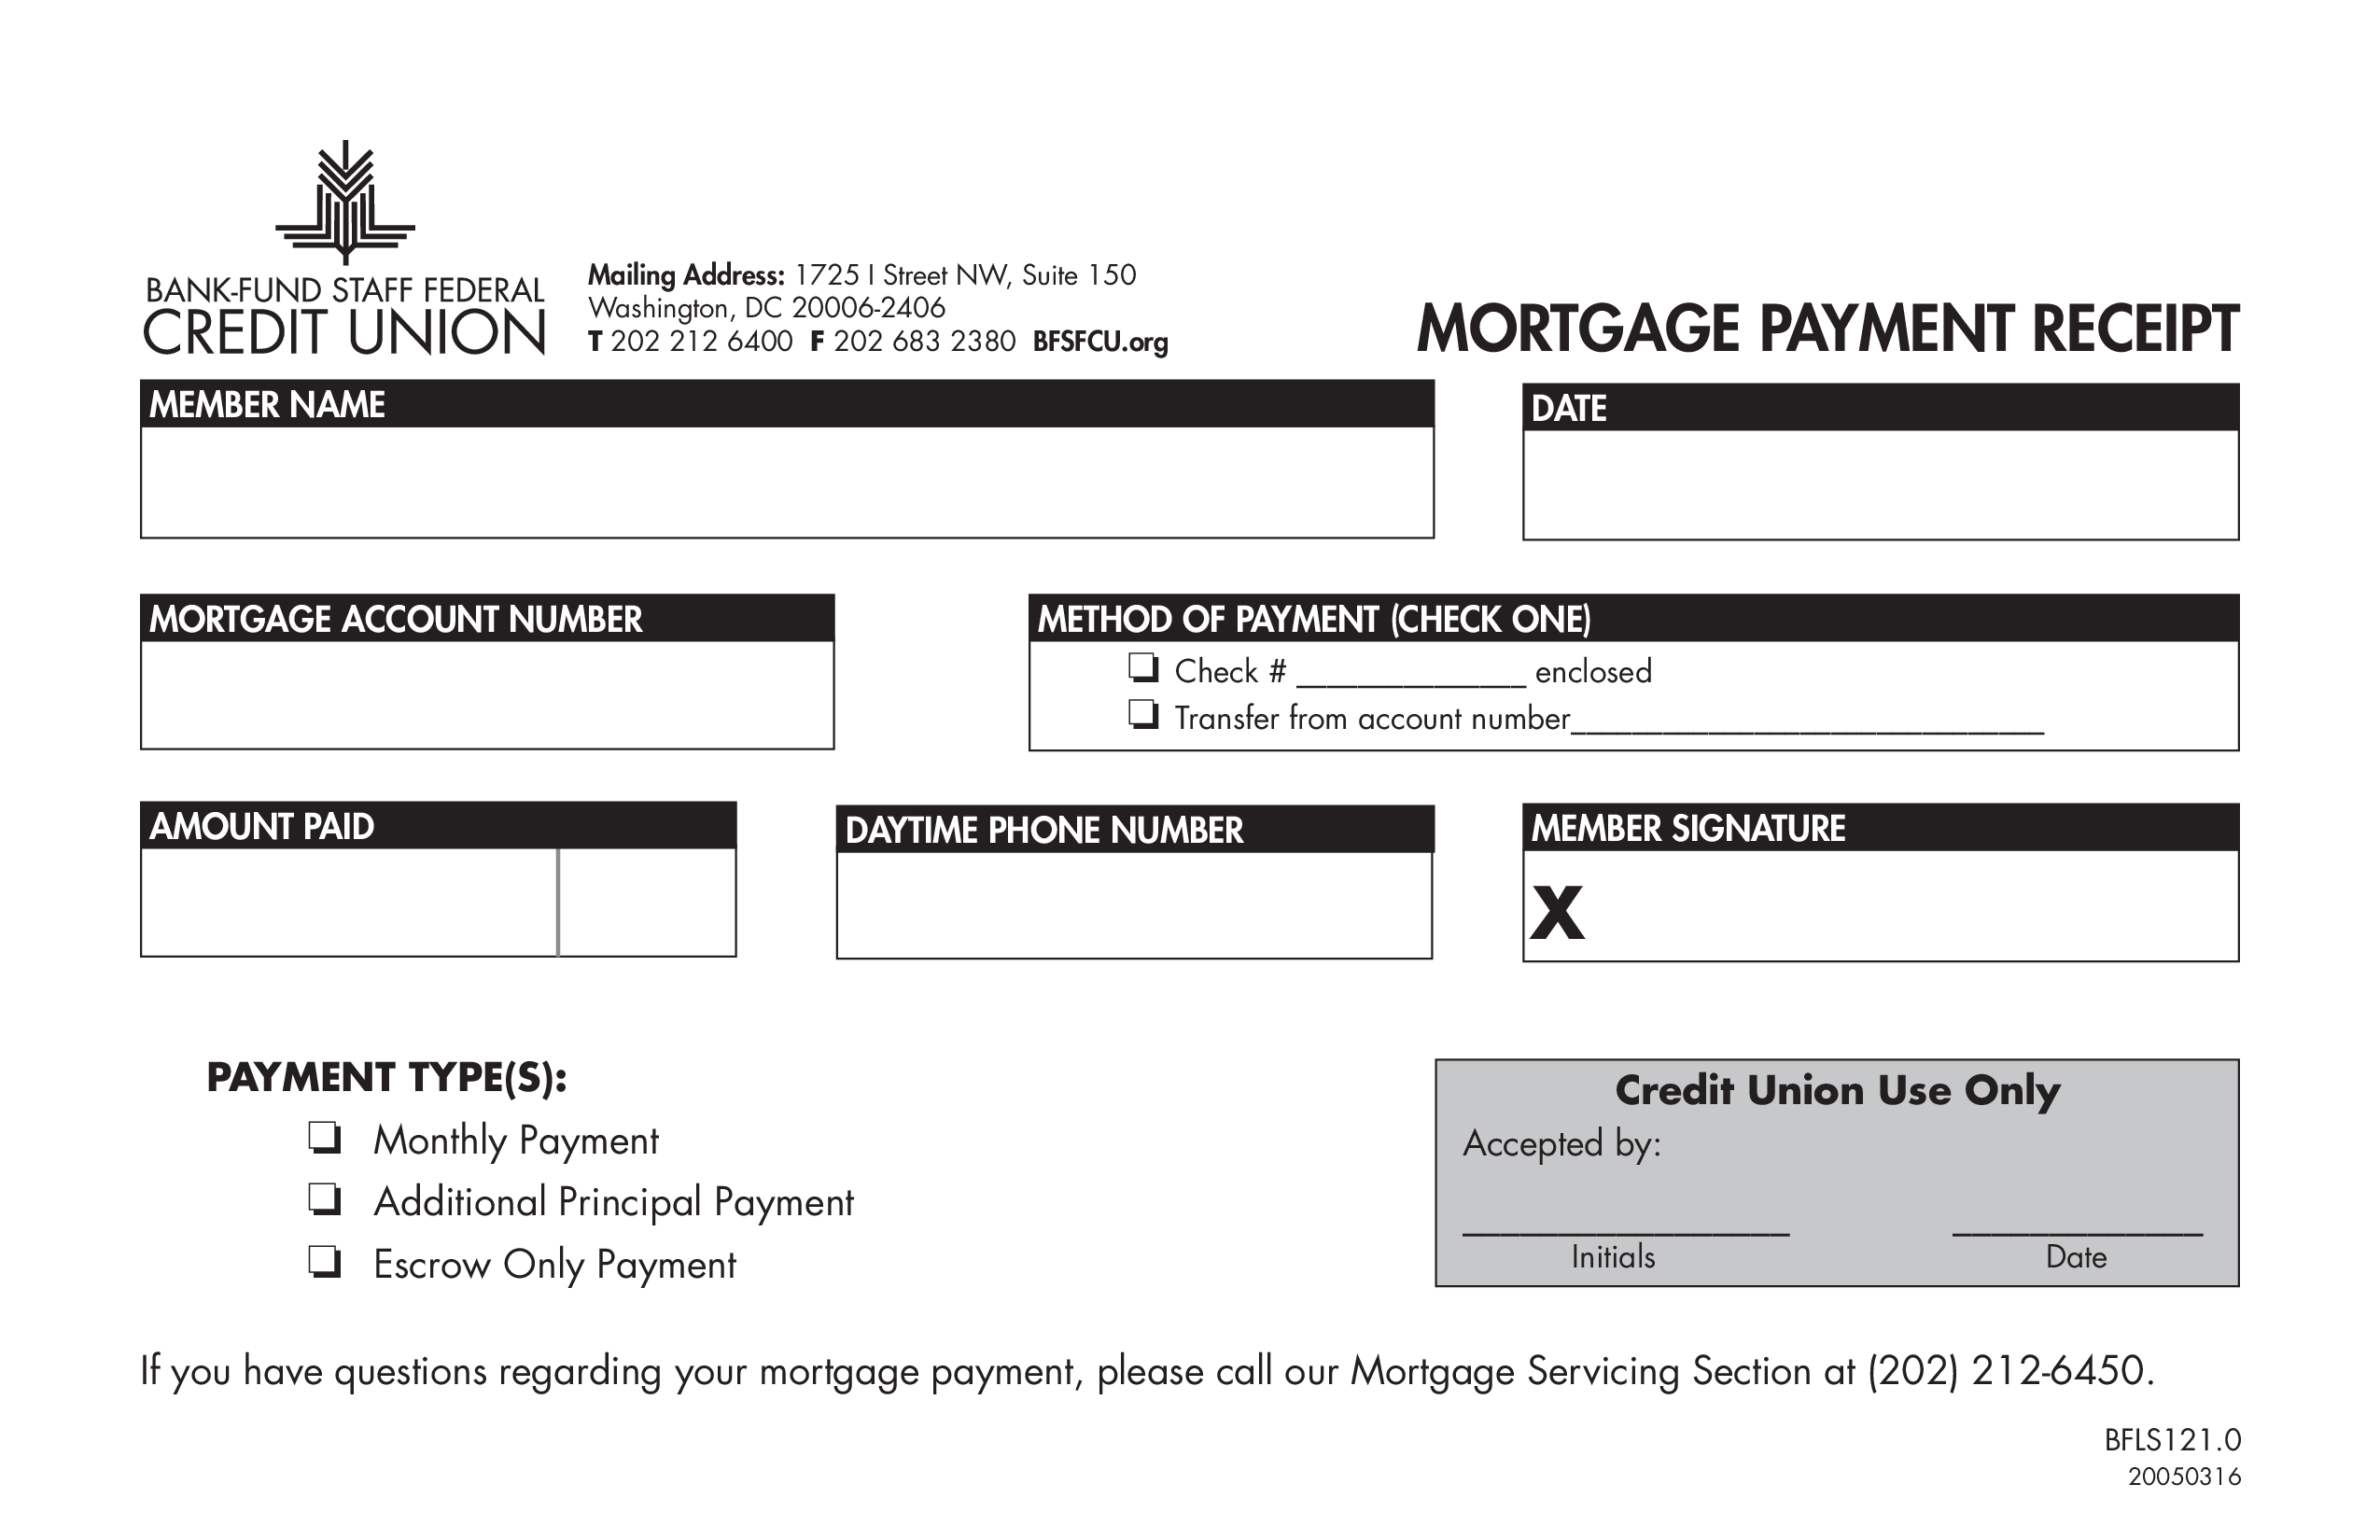 BANK-FUND STAFF FEDERAL
CREDIT UNION
Mailing Address: 1725 I Street NW, Suite 150
Washington, DC 20006-2406
T 202 212 6400 F 202 683 2380 BFSFCU.org
MORTGAGE PAYMENT RECEIPT
MEMBER NAME
DATE
MORTGAGE ACCOUNT NUMBER
METHOD OF PAYMENT (CHECK ONE)
❏ Check # _______________ enclosed
❏ Transfer from account number_______________________________
AMOUNT PAID
DAYTIME PHONE NUMBER
MEMBER SIGNATURE
X
PAYMENT TYPE(S):
❏ Monthly Payment
❏ Additional Principal Payment
❏ Escrow Only Payment
Credit Union Use Only
Accepted by:
_________________ _____________
Initials Date
If you have questions regarding your mortgage payment, please call our Mortgage Servicing Section at (202) 212-6450.
BFLS121.0
20050316